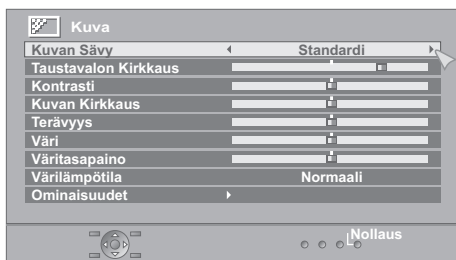 Kuva
Kuvan Sävy Standardi
Taustavalon Kirkkaus
Kontrasti
Kuvan Kirkkaus
Terävyys
Väri
Väritasapaino
Värilämpötila Normaali
Ominaisuudet
Nollaus